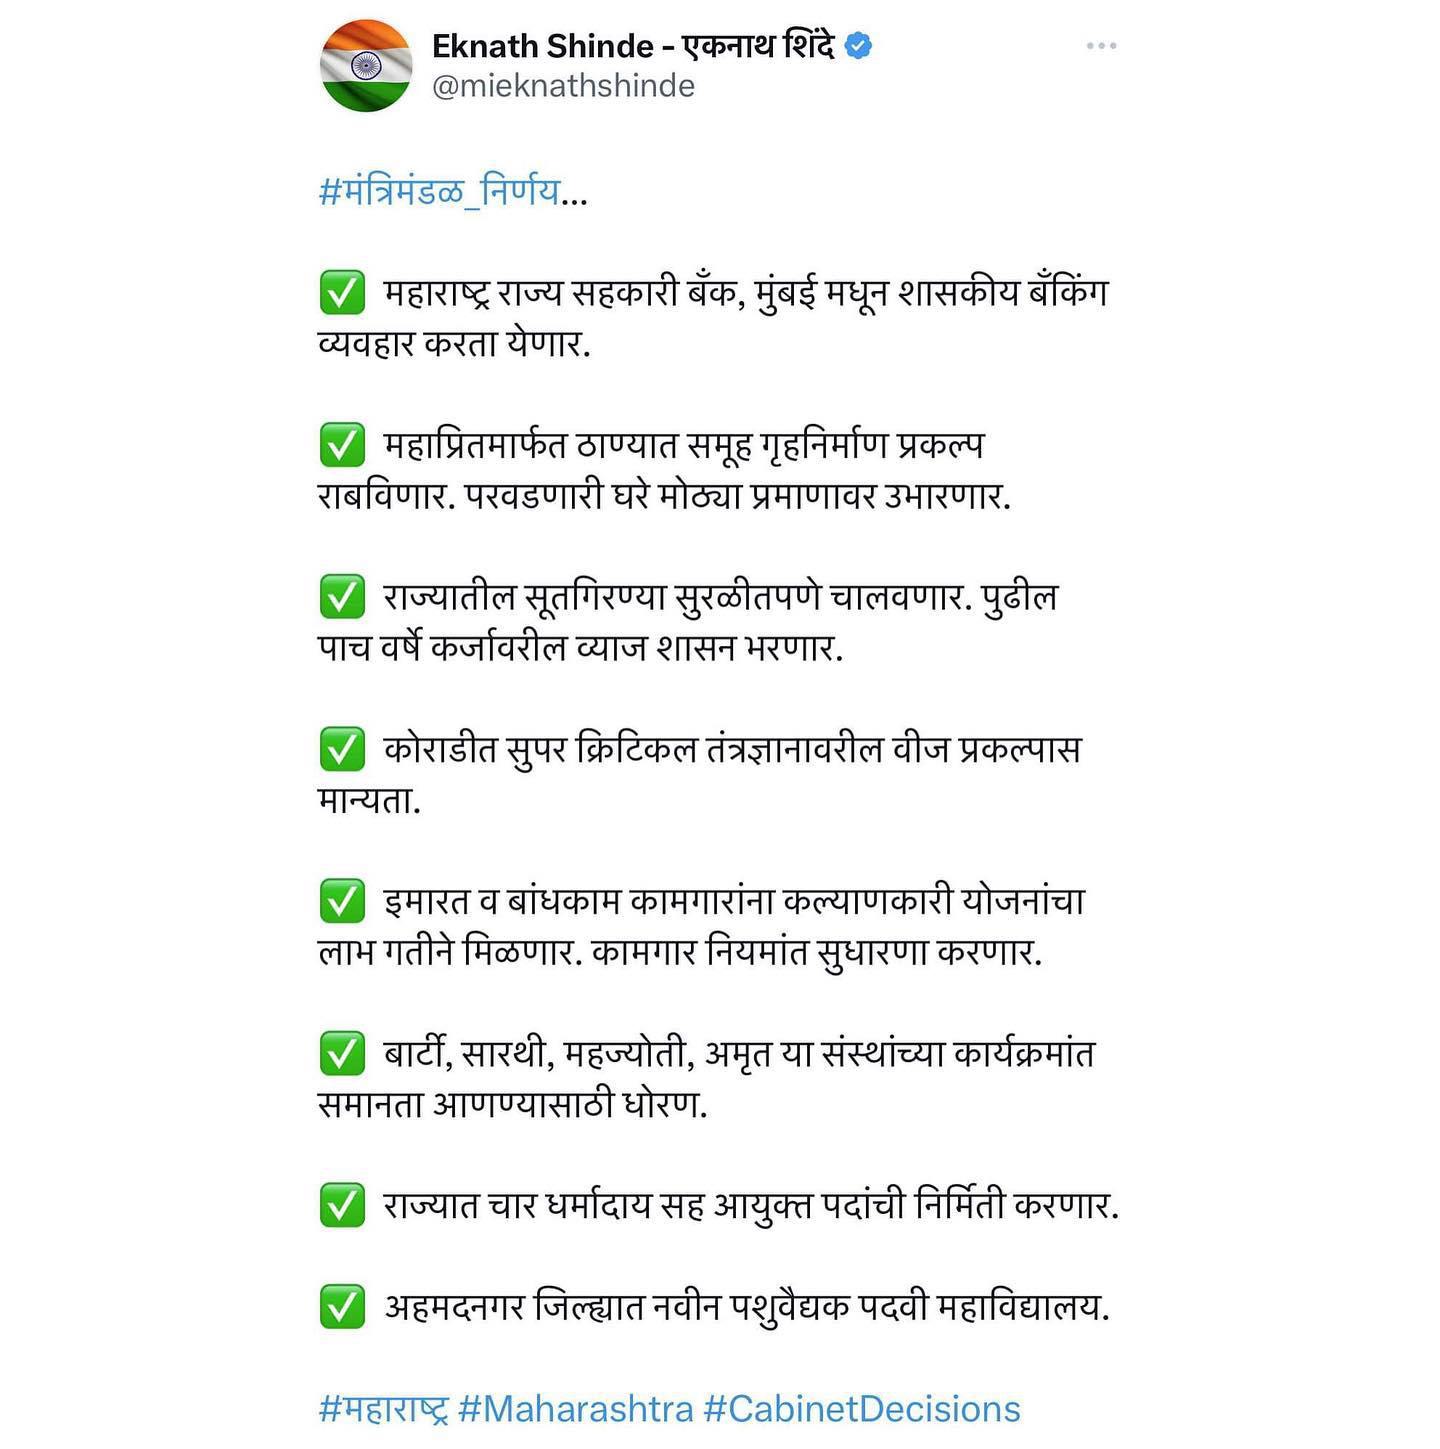 Eknath Shinde - एकनाथ शिंदे
@mieknathshinde
#मंत्रिमंडळ_निर्णय...
✅ महाराष्ट्र राज्य सहकारी बँक, मुंबई मधून शासकीय बँकिंग
व्यवहार करता येणार.
✅ महाप्रितमार्फत ठाण्यात समूह गृहनिर्माण प्रकल्प
राबविणार. परवडणारी घरे मोठ्या प्रमाणावर उभारणार.
✅ राज्यातील सूतगिरण्या सुरळीतपणे चालवणार. पुढील
पाच वर्षे कर्जावरील व्याज शासन भरणार.
✅ कोराडीत सुपर क्रिटिकल तंत्रज्ञानावरील वीज प्रकल्पास
मान्यता.
✅ इमारत व बांधकाम कामगारांना कल्याणकारी योजनांचा
लाभ गतीने मिळणार. कामगार नियमांत सुधारणा करणार.
✅ बार्टी, सारथी, महज्योती, अमृत या संस्थांच्या कार्यक्रमांत
समानता आणण्यासाठी धोरण.
✅ राज्यात चार धर्मादाय सह आयुक्त पदांची निर्मिती करणार.
✅ अहमदनगर जिल्ह्यात नवीन पशुवैद्यक पदवी महाविद्यालय.
#महाराष्ट्र #Maharashtra #CabinetDecisions